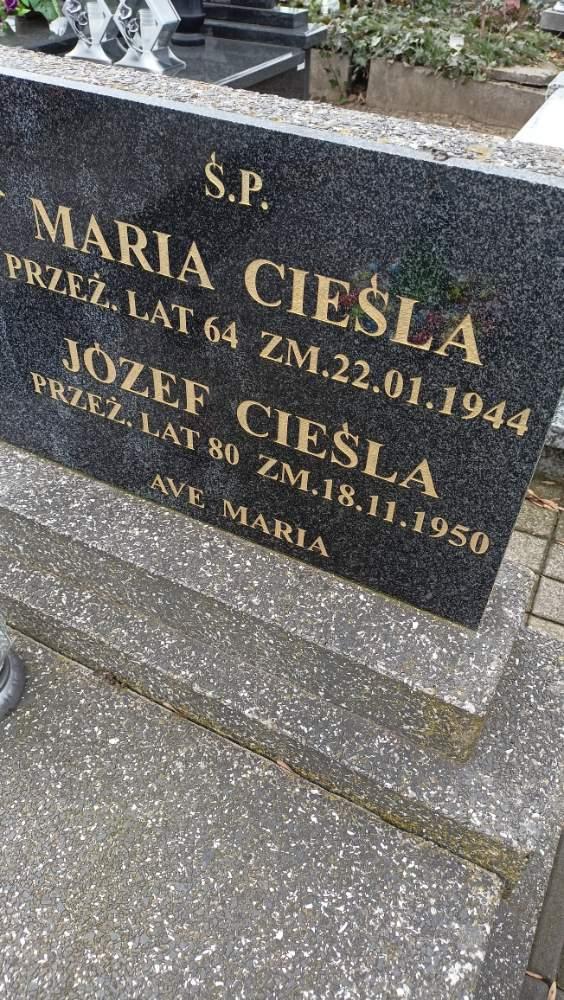 Ś.P.
MARIA CIEŚLA
PRZEŻ. LAT 64 ZM.22.01.1944
JÓZEF CIEŚLA
PRZEŻ. LAT 80 ZM.18.11.1950
AVE MARIA